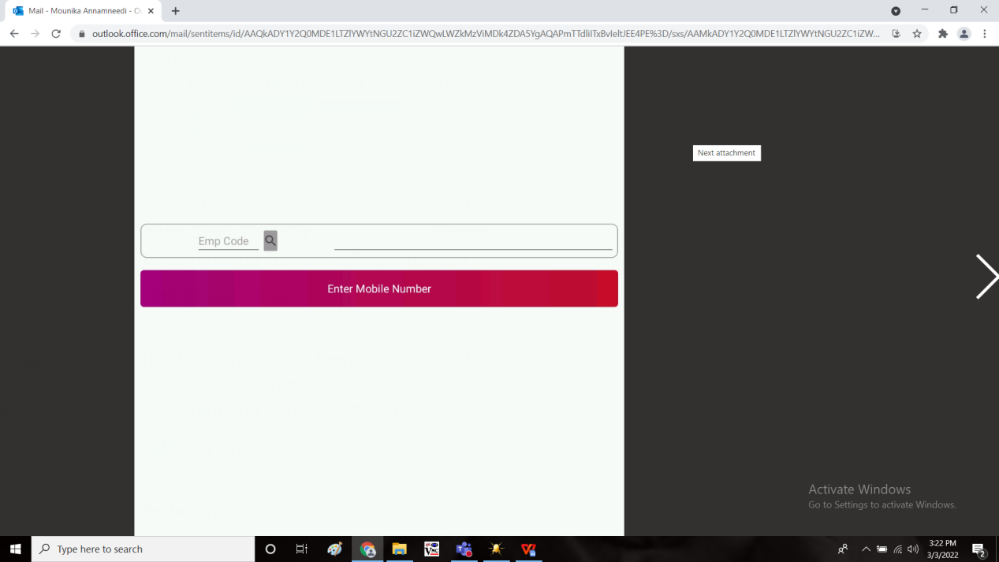 Mail - Mounika Annamneedi - O
outlook.office.com/mail/sentitems/id/AAQkADY1Y2Q0MDE1LTZlYWYtNGU2ZC1iZWQwLWZkMzViMDk4ZDA5YgAQAPmTTdliITxBvIeltJEE4PE%3D/sxs/AAMkADY1Y2Q0MDE1LTZlYWYtNGU2ZC1iZW...
Next attachment
Emp Code
Enter Mobile Number
Activate Windows
Go to Settings to activate Windows.
Type here to search
3:22 PM
3/3/2022
2